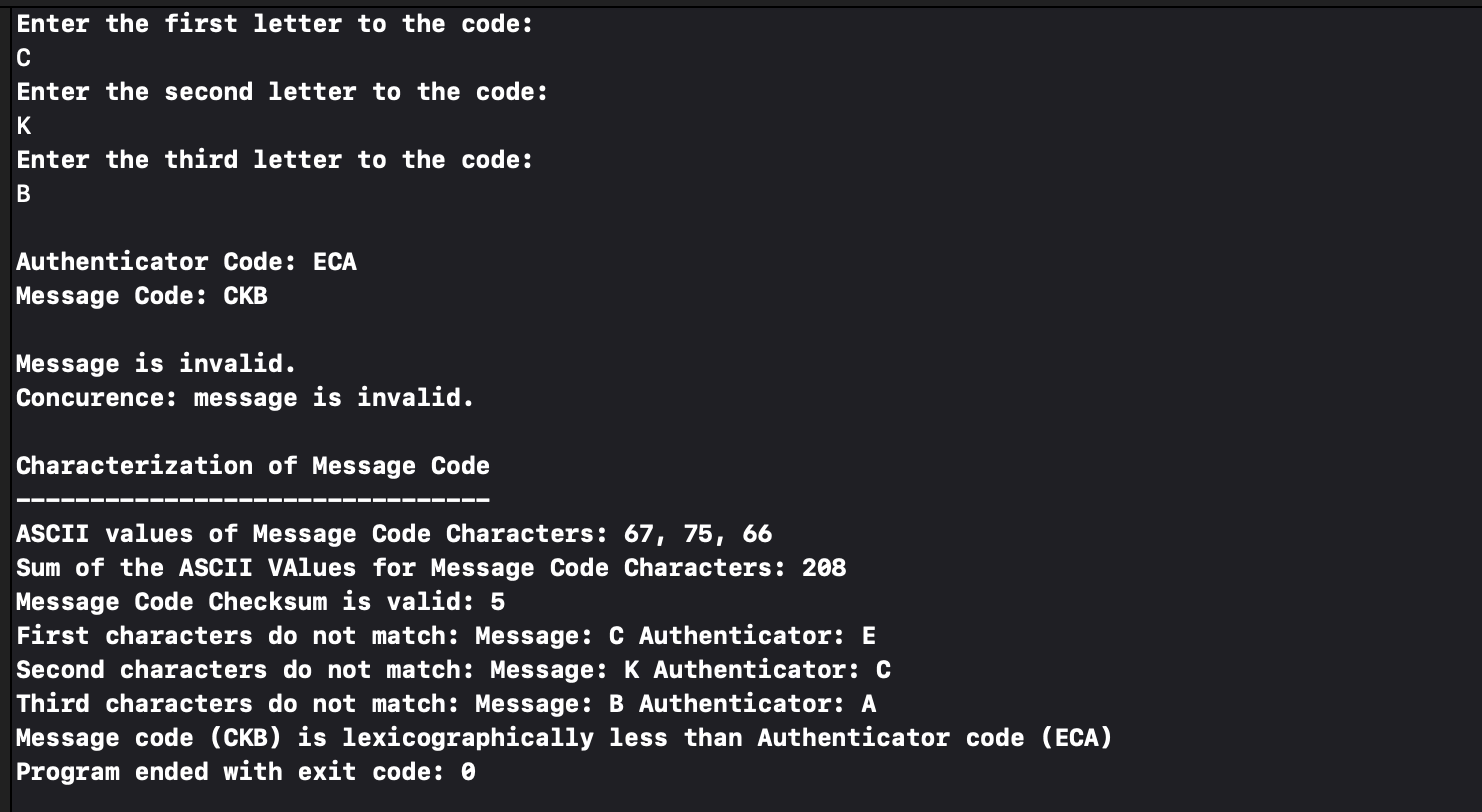 Enter the first letter to the code:
C
Enter the second letter to the code:
K
Enter the third letter to the code:
B
Authenticator Code: ECA
Message Code: CKB
Message is invalid.
Concurence: message is invalid.
Characterization of Message Code
--------------------------------
ASCII values of Message Code Characters: 67, 75, 66
Sum of the ASCII VAlues for Message Code Characters: 208
Message Code Checksum is valid: 5
First characters do not match: Message: C Authenticator: E
Second characters do not match: Message: K Authenticator: C
Third characters do not match: Message: B Authenticator: A
Message code (CKB) is lexicographically less than Authenticator code (ECA)
Program ended with exit code: 0